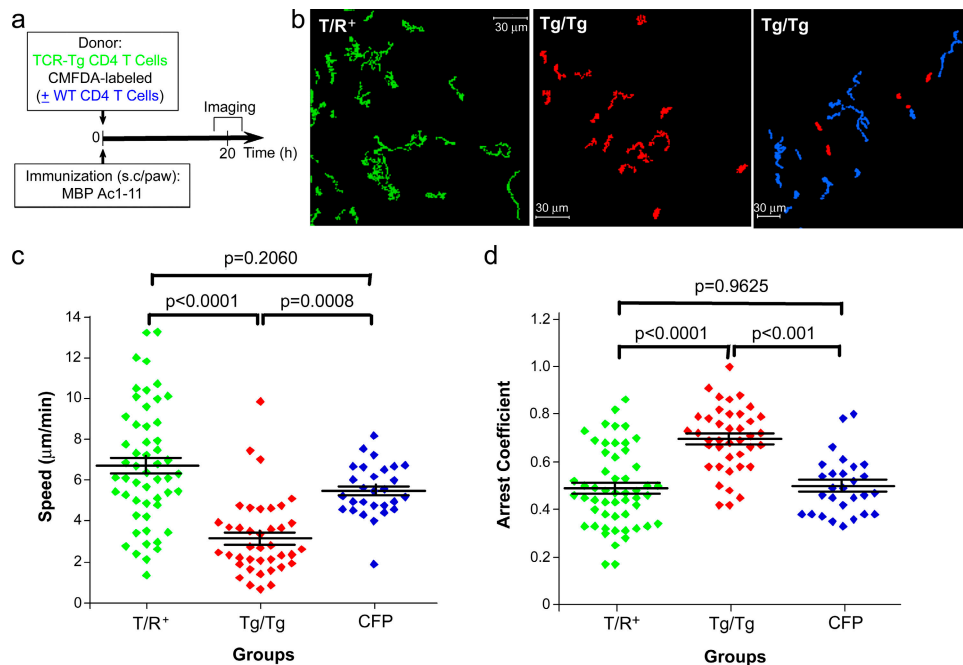 a
Donor:
TCR-Tg CD4 T Cells
CMFDA-labeled
(+ WT CD4 T Cells)
Imaging
0
20
Time (h)
Immunization (s.c/paw):
MBP Ac1-11
b
T/R+
30 μm
Tg/Tg
30 μm
Tg/Tg
30 μm
c
p=0.2060
p<0.0001
p=0.0008
14
12
10
8
6
4
2
0
Speed (μm/min)
T/R+
Tg/Tg
CFP
Groups
d
p=0.9625
p<0.0001
p<0.001
1.2
1.0
0.8
0.6
0.4
0.2
0
Arrest Coefficient
T/R+
Tg/Tg
CFP
Groups